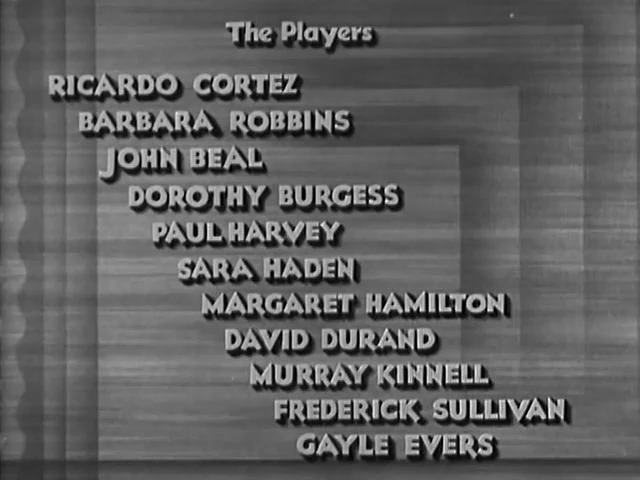 The Players
RICARDO CORTEZ
BARBARA ROBBINS
JOHN BEAL
DOROTHY BURGESS
PAUL HARVEY
SARA HADEN
MARGARET HAMILTON
DAVID DURAND
MURRAY KINNELL
FREDERICK SULLIVAN
GAYLE EVERS